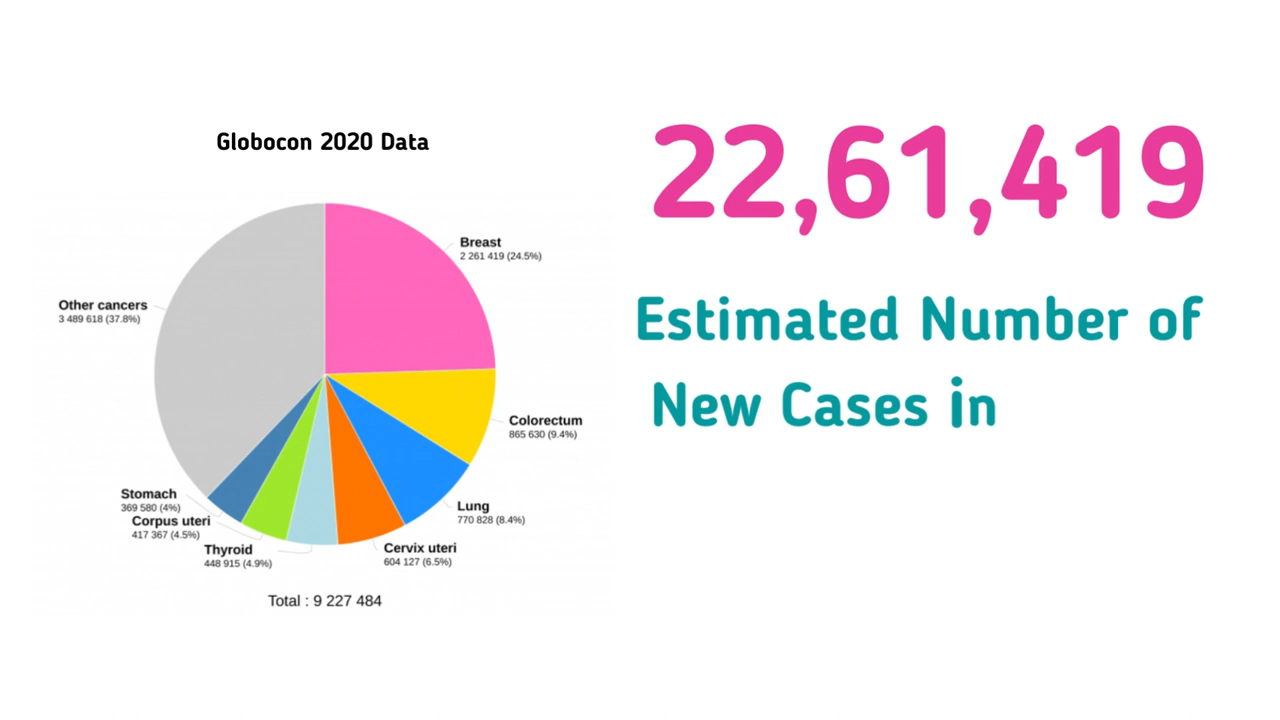 Globocon 2020 Data
22,61,419
Estimated Number of
New Cases in
Breast
2 261 419 (24.5%)
Colorectum
865 630 (9.4%)
Lung
770 828 (8.4%)
Cervix uteri
604 127 (6.5%)
Thyroid
448 915 (4.9%)
Corpus uteri
417 367 (4.5%)
Stomach
369 580 (4%)
Other cancers
3 489 618 (37.8%)
Total : 9 227 484